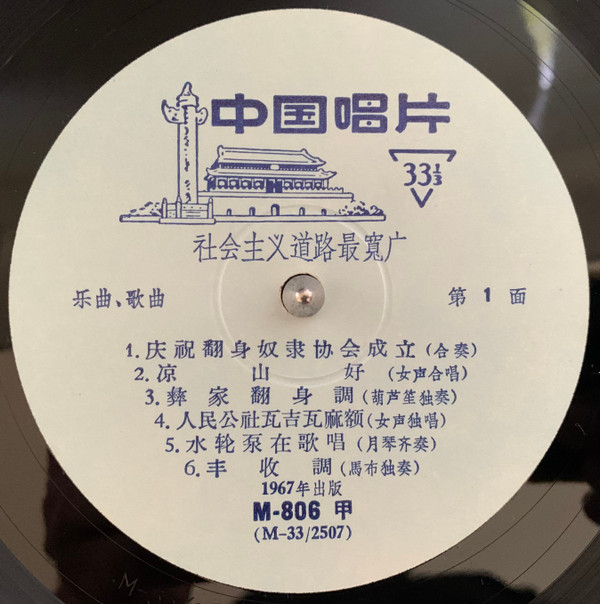 中国唱片
33⅓
社会主义道路最寬广
乐曲、歌曲 第 1 面
1. 庆祝翻身奴隶协会成立 (合奏)
2. 凉山好 (女声合唱)
3. 彝家翻身調 (葫芦笙独奏)
4. 人民公社瓦吉瓦麻额 (女声独唱)
5. 水轮泵在歌唱 (月琴齐奏)
6. 丰收調 (馬布独奏)
1967年出版
M-806 甲
(M-33/2507)